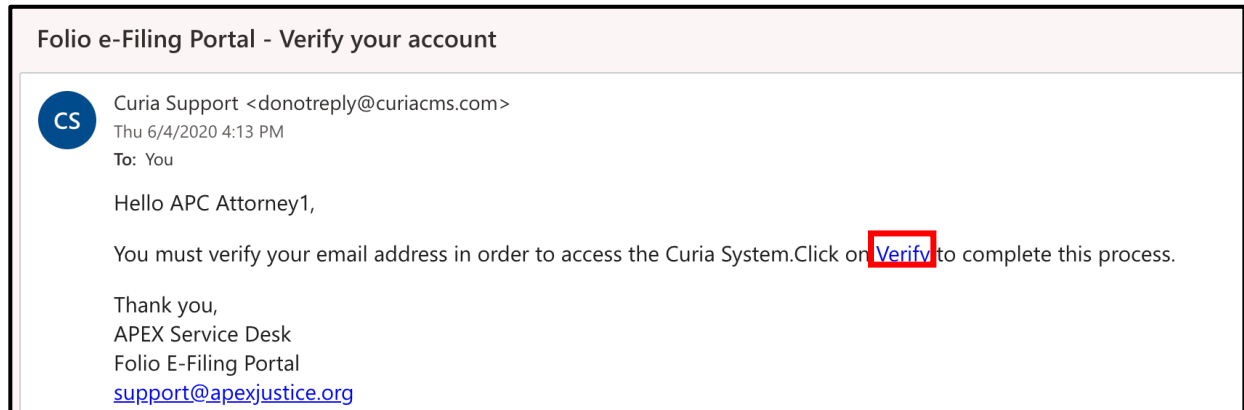 Folio e-Filing Portal - Verify your account
CS
Curia Support <donotreply@curiacms.com>
Thu 6/4/2020 4:13 PM
To: You
Hello APC Attorney1,
You must verify your email address in order to access the Curia System.Click on Verify to complete this process.
Thank you,
APEX Service Desk
Folio E-Filing Portal
support@apexjustice.org